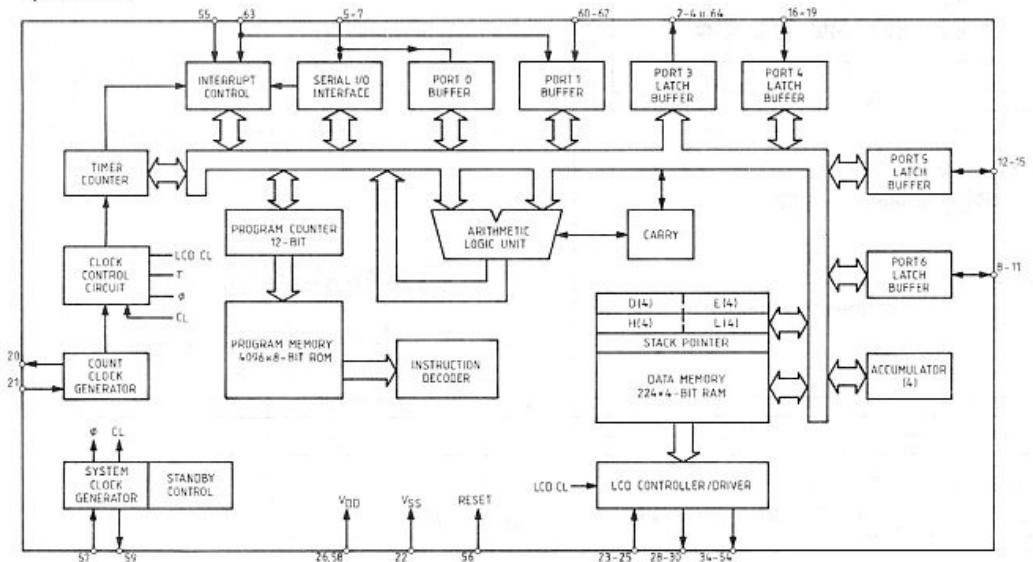 55
63
5-7
60-62
2-4 u. 64
16-19
INTERRUPT
CONTROL
SERIAL I/O
INTERFACE
PORT 0
BUFFER
PORT 1
BUFFER
PORT 3
LATCH
BUFFER
PORT 4
LATCH
BUFFER
TIMER
COUNTER
PORT 5
LATCH
BUFFER
12-15
PROGRAM COUNTER
12-BIT
ARITHMETIC
LOGIC UNIT
CARRY
CLOCK
CONTROL
CIRCUIT
LCD CL
T
ø
CL
PORT 6
LATCH
BUFFER
8-11
PROGRAM MEMORY
4096×8-BIT ROM
INSTRUCTION
DECODER
D(4)
E(4)
H(4)
L(4)
STACK POINTER
DATA MEMORY
224×4-BIT RAM
ACCUMULATOR
(4)
20
21
COUNT
CLOCK
GENERATOR
ø
CL
SYSTEM
CLOCK
GENERATOR
STANDBY
CONTROL
VDD
VSS
RESET
LCD CL
LCD CONTROLLER/DRIVER
57
59
26,58
22
56
23-25
28-30
34-54